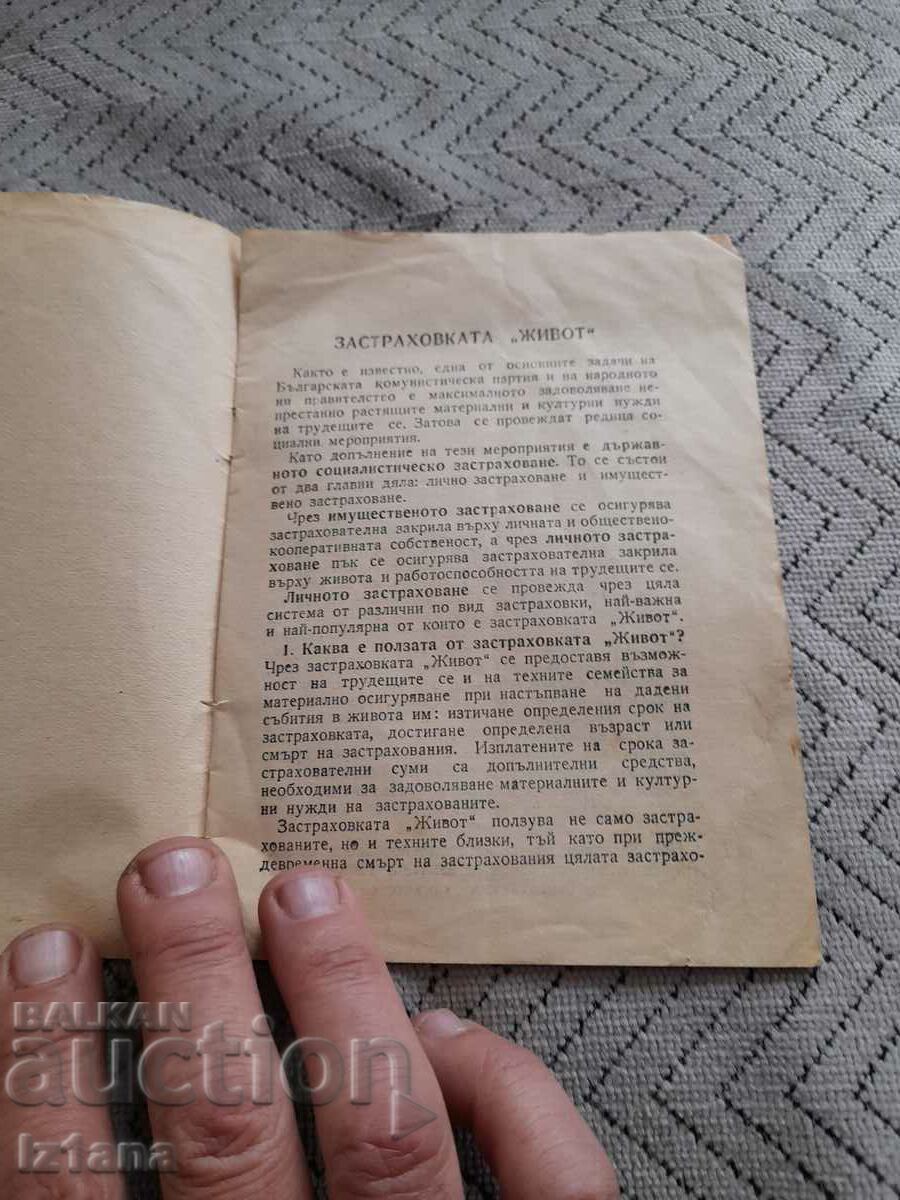 ЗАСТРАХОВКАТА „ЖИВОТ“
Както е известно, една от основните задачи на
Българската комунистическа партия и на народното
ни правителство е максималното задоволяване не-
престанно растящите материални и културни нужди
на трудещите се. Затова се провеждат редица со-
циални мероприятия.
Като допълнение на тези мероприятия е държав-
ното социалистическо застраховане. То се състои
от два главни дяла: лично застраховане и имущест-
вено застраховане.
Чрез имущественото застраховане се осигурява
застрахователна закрила върху личната и обществено-
кооперативната собственост, а чрез личното застра-
ховане пък се осигурява застрахователна закрила
върху живота и работоспособността на трудещите се.
Личното застраховане се провежда чрез цяла
система от различни по вид застраховки, най-важна
и най-популярна от които е застраховката „Живот“.
1. Каква е ползата от застраховката „Живот“?
Чрез застраховката „Живот“ се предоставя възмож-
ност на трудещите се и на техните семейства за
материално осигуряване при настъпване на дадени
събития в живота им: изтичане определения срок на
застраховката, достигане определена възраст или
смърт на застрахования. Изплатените на срока за-
страхователни суми са допълнителни средства,
необходими за задоволяване материалните и култур-
ни нужди на застрахованите.
Застраховката „Живот“ ползува не само застра-
хованите, но и техните близки, тъй като при преж-
девременна смърт на застрахования цялата застрахо-
BALKAN
auction
iz1ana